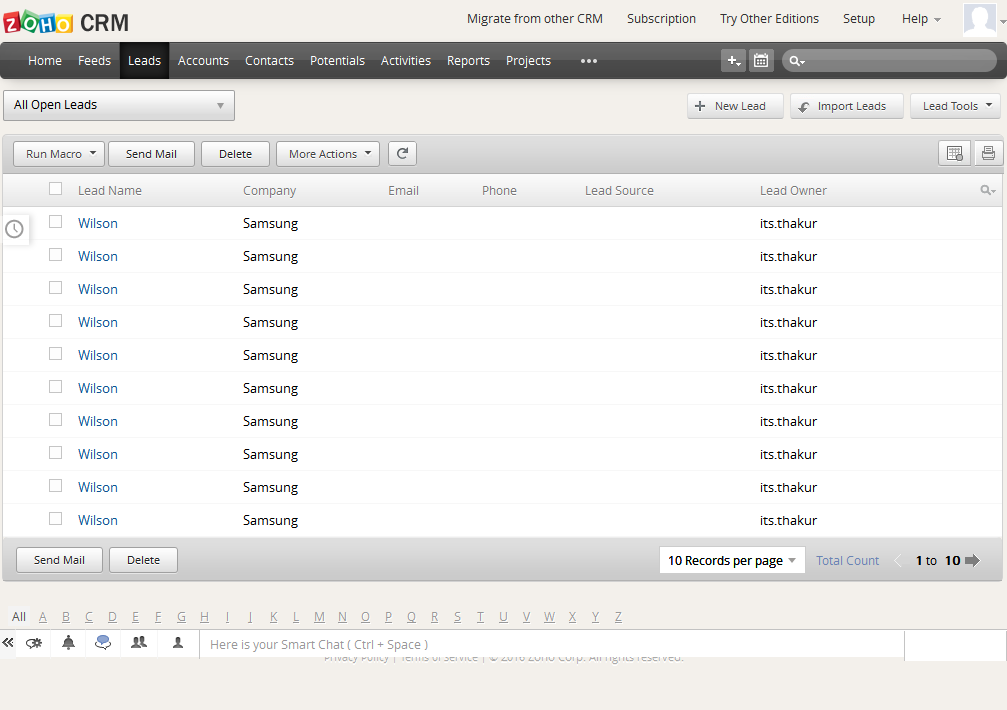 ZOHO CRM Migrate from other CRM Subscription Try Other Editions Setup Help
Home Feeds Leads Accounts Contacts Potentials Activities Reports Projects •••
All Open Leads New Lead Import Leads Lead Tools
Run Macro Send Mail Delete More Actions
Lead Name Company Email Phone Lead Source Lead Owner
Wilson Samsung its.thakur
Wilson Samsung its.thakur
Wilson Samsung its.thakur
Wilson Samsung its.thakur
Wilson Samsung its.thakur
Wilson Samsung its.thakur
Wilson Samsung its.thakur
Wilson Samsung its.thakur
Wilson Samsung its.thakur
Wilson Samsung its.thakur
Send Mail Delete 10 Records per page Total Count 1 to 10
All A B C D E F G H I J K L M N O P Q R S T U V W X Y Z
Here is your Smart Chat ( Ctrl + Space )
Privacy Policy | Terms of Service | © 2016 Zoho Corp. All rights reserved.